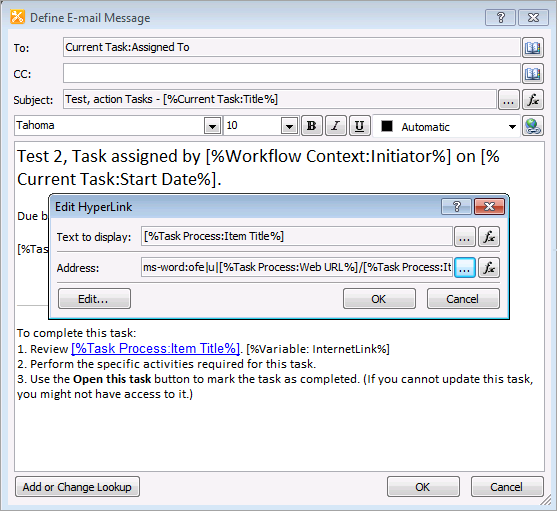 Define E-mail Message
To: Current Task:Assigned To
CC:
Subject: Test, action Tasks - [%Current Task:Title%] ... fx
Tahoma 10 B I U Automatic
Test 2, Task assigned by [%Workflow Context:Initiator%] on [%
Current Task:Start Date%].
Due b
[%Tas
Edit HyperLink
Text to display: [%Task Process:Item Title%] ... fx
Address: ms-word:ofe|u|[%Task Process:Web URL%]/[%Task Process:It ... fx
Edit... OK Cancel
To complete this task:
1. Review [%Task Process:Item Title%]. [%Variable: InternetLink%]
2. Perform the specific activities required for this task.
3. Use the Open this task button to mark the task as completed. (If you cannot update this task,
you might not have access to it.)
Add or Change Lookup OK Cancel